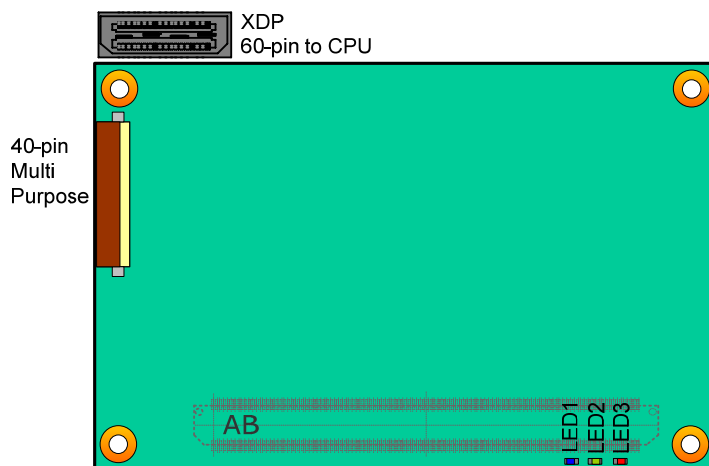 XDP
60-pin to CPU
40-pin
Multi
Purpose
AB
LED1
LED2
LED3